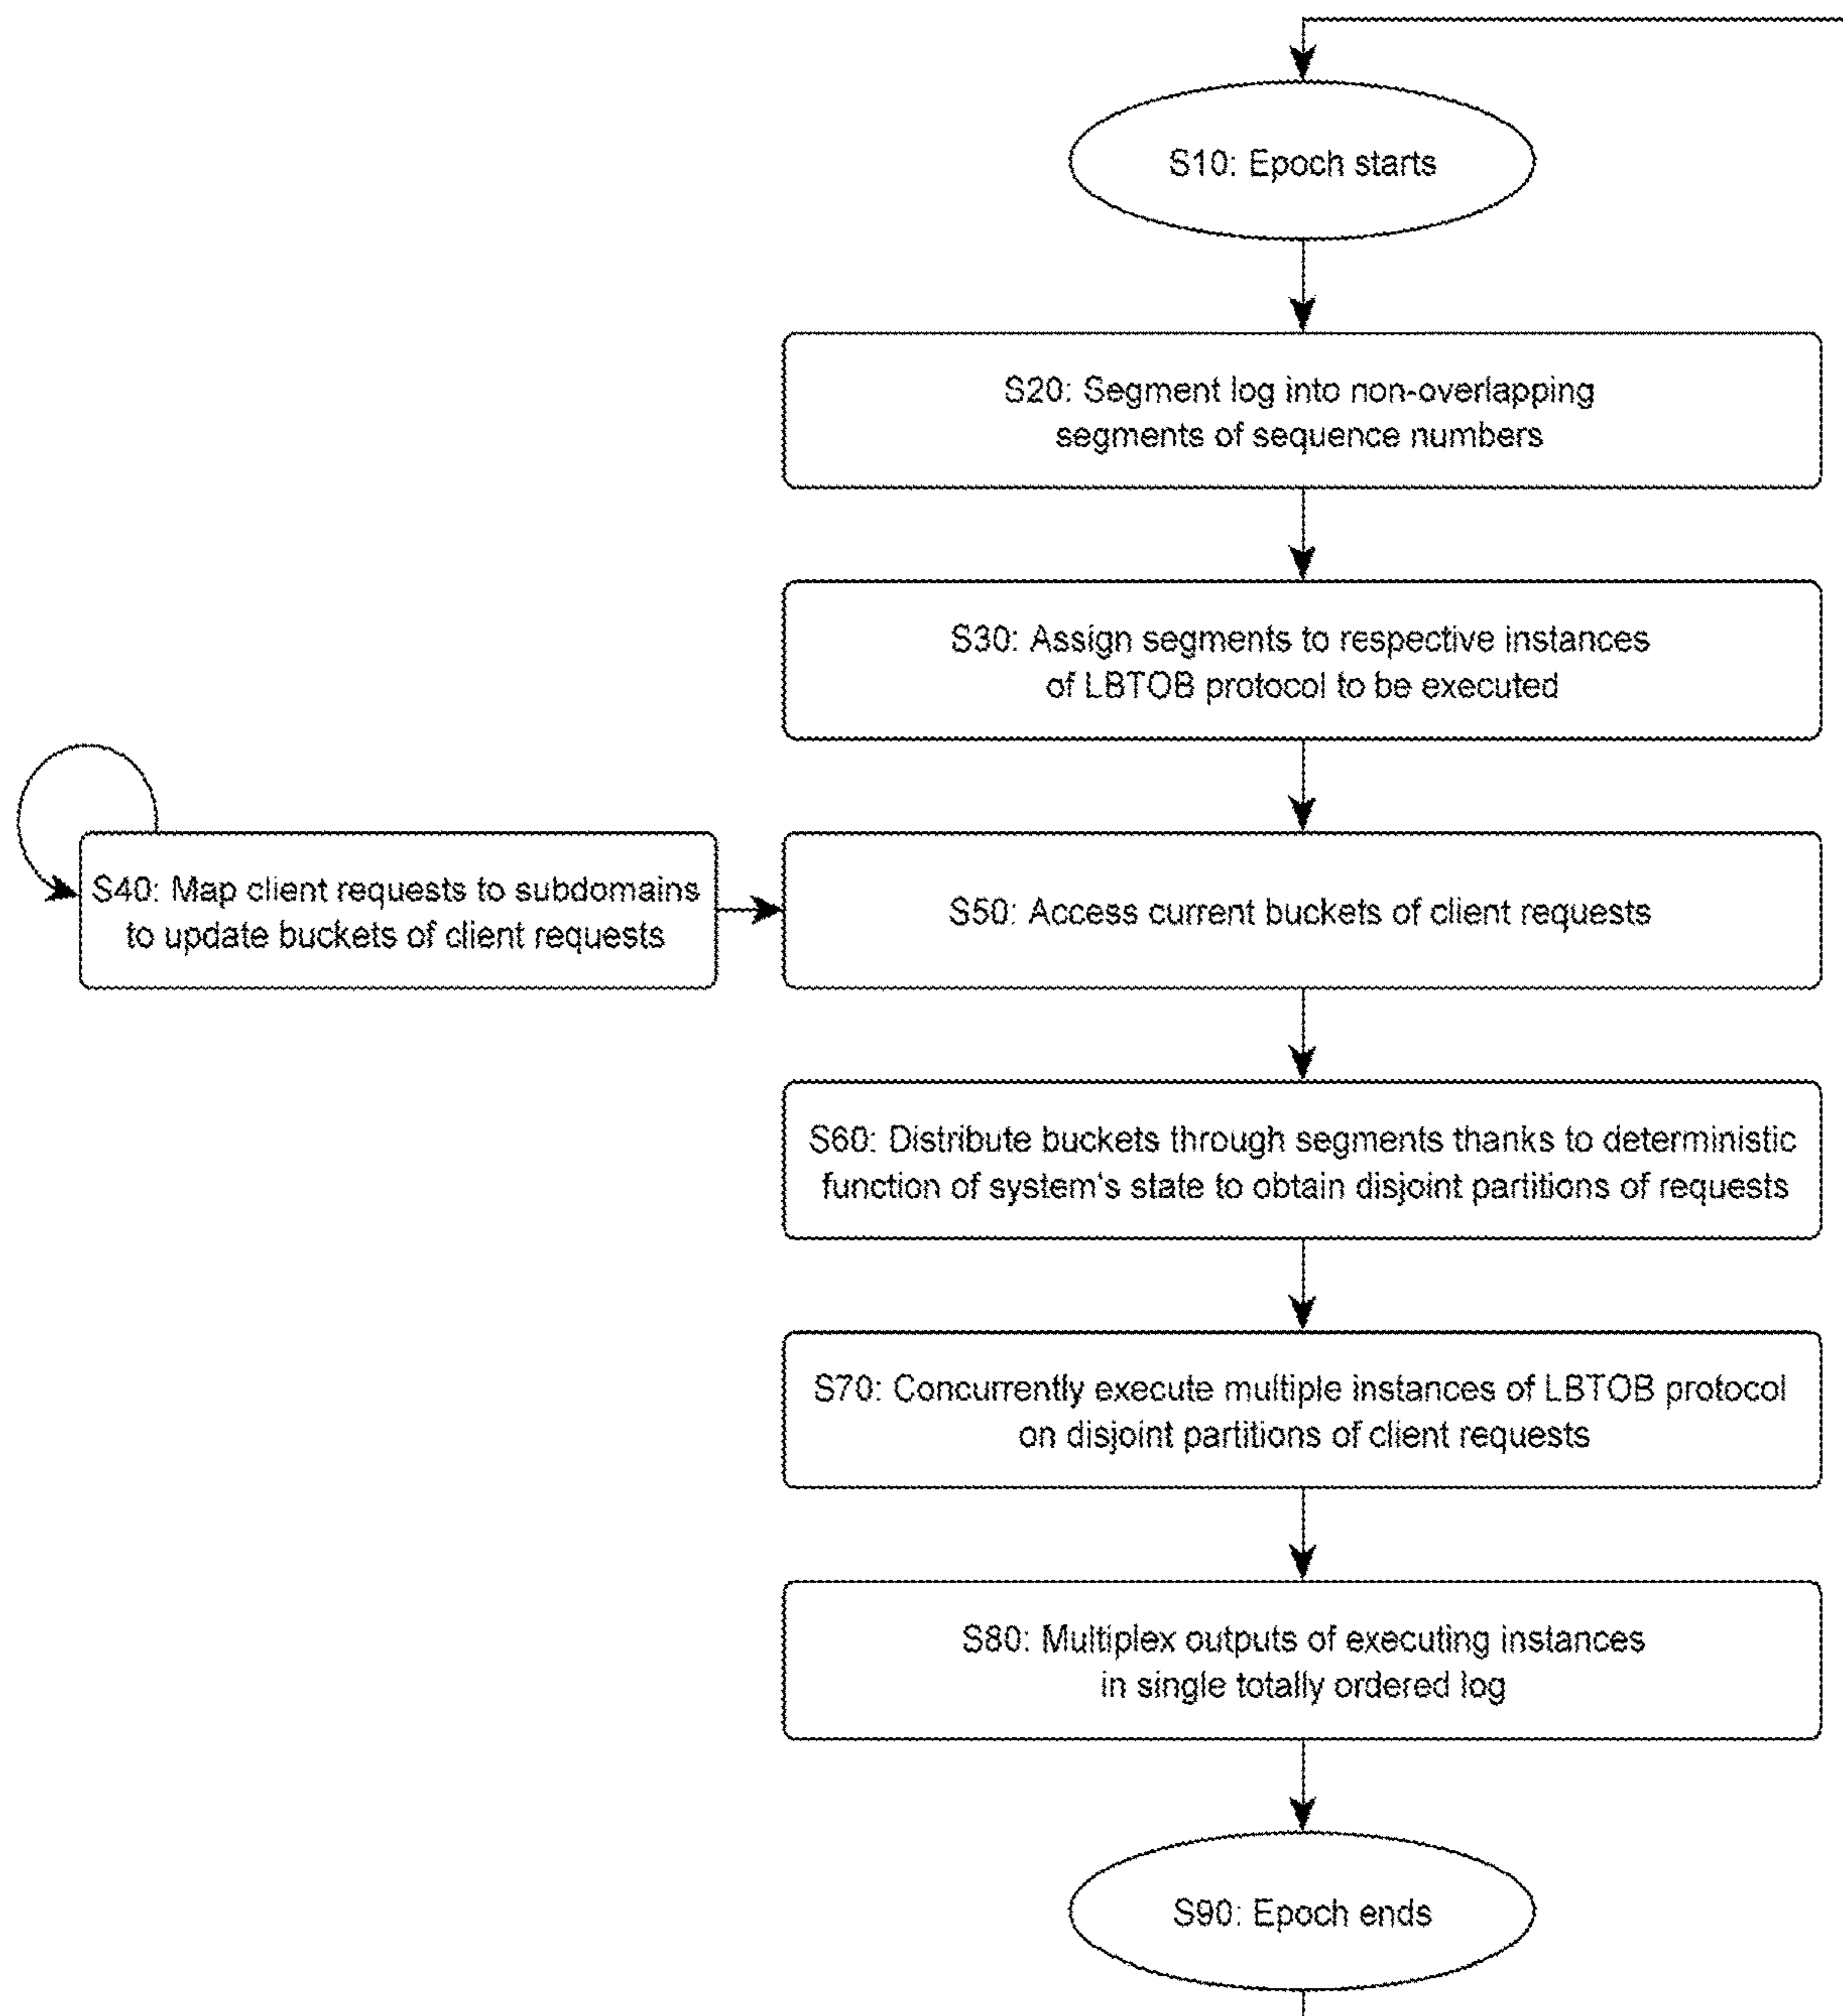 S10: Epoch starts
S20: Segment log into non-overlapping
segments of sequence numbers
S30: Assign segments to respective instances
of LBTOB protocol to be executed
S40: Map client requests to subdomains
to update buckets of client requests
S50: Access current buckets of client requests
S60: Distribute buckets through segments thanks to deterministic
function of system's state to obtain disjoint partitions of requests
S70: Concurrently execute multiple instances of LBTOB protocol
on disjoint partitions of client requests
S80: Multiplex outputs of executing instances
in single totally ordered log
S90: Epoch ends